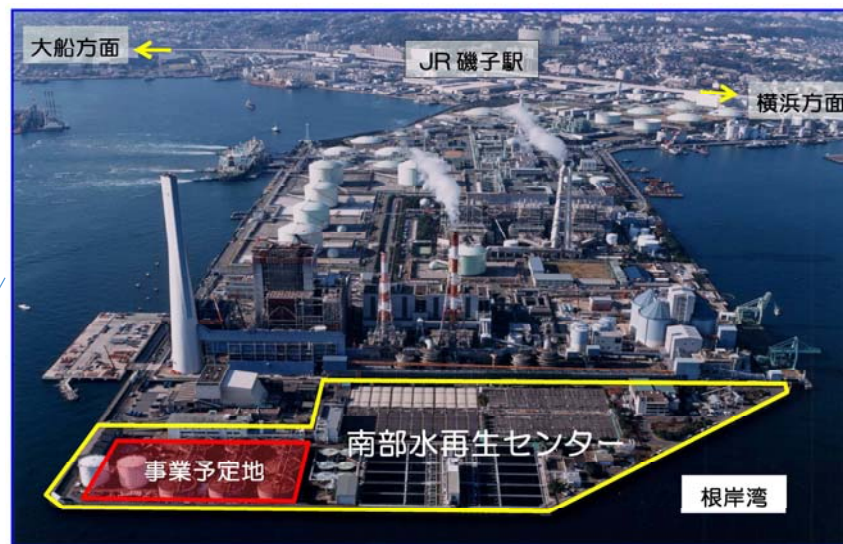 大船方面
JR 磯子駅
横浜方面
南部水再生センター
事業予定地
根岸湾